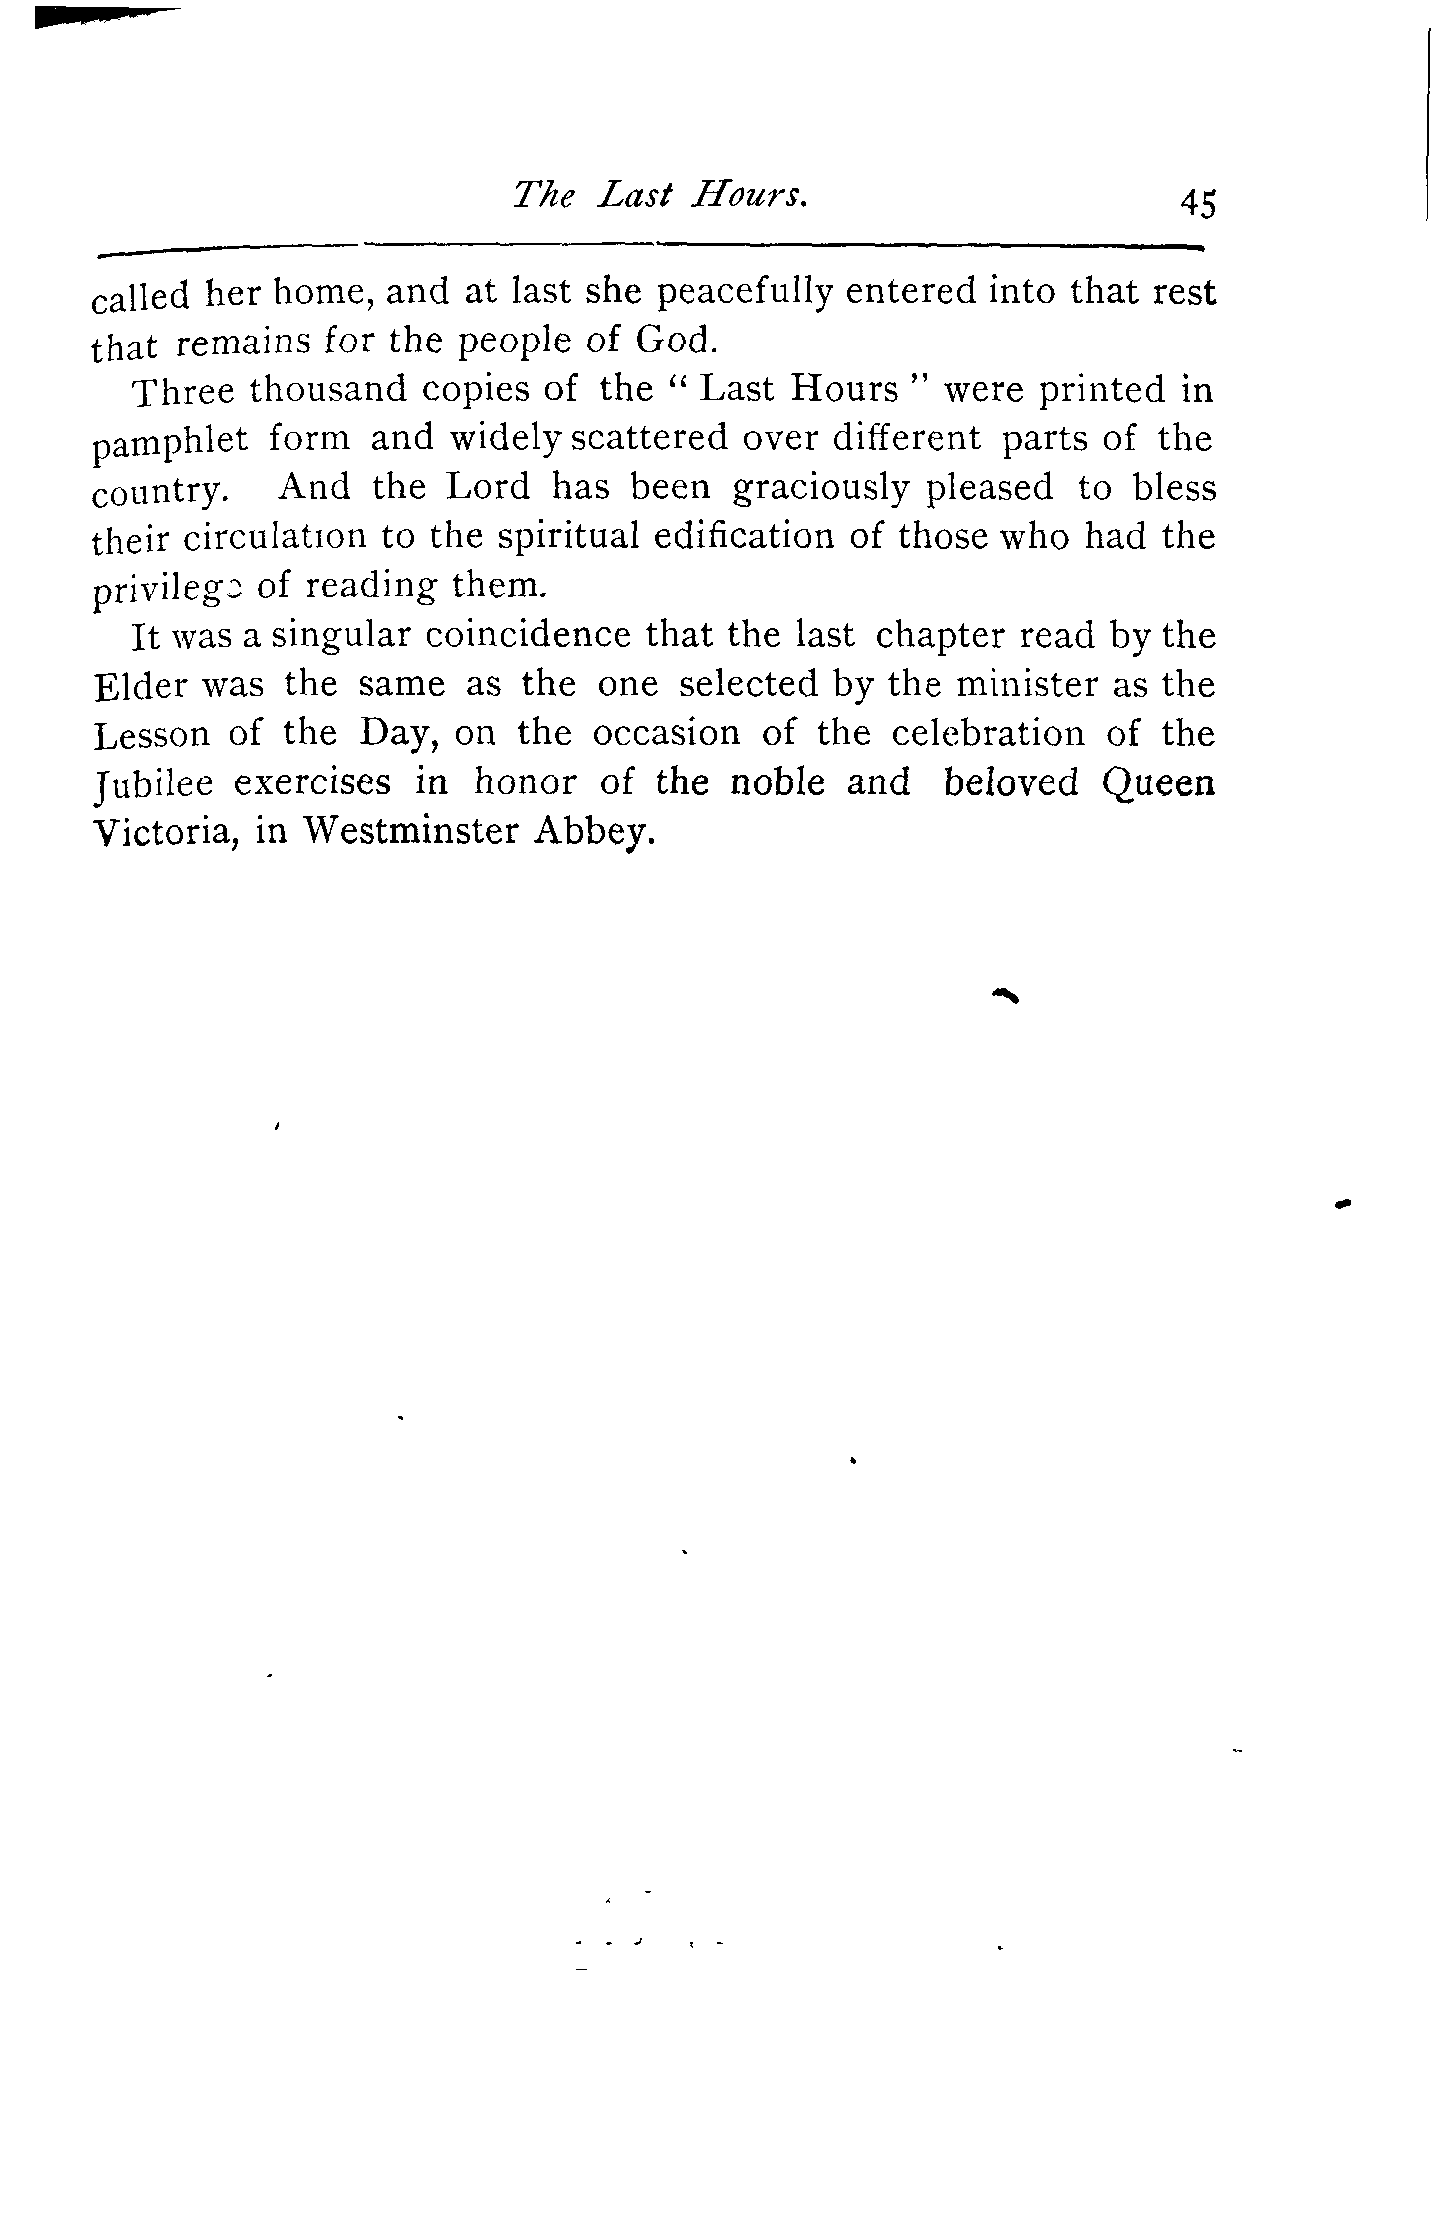 The Last Hours. 45
called her home, and at last she peacefully entered into that rest
that remains for the people of God.
Three thousand copies of the “ Last Hours ” were printed in
pamphlet form and widely scattered over different parts of the
country. And the Lord has been graciously pleased to bless
their circulation to the spiritual edification of those who had the
privilege of reading them.
It was a singular coincidence that the last chapter read by the
Elder was the same as the one selected by the minister as the
Lesson of the Day, on the occasion of the celebration of the
Jubilee exercises in honor of the noble and beloved Queen
Victoria, in Westminster Abbey.